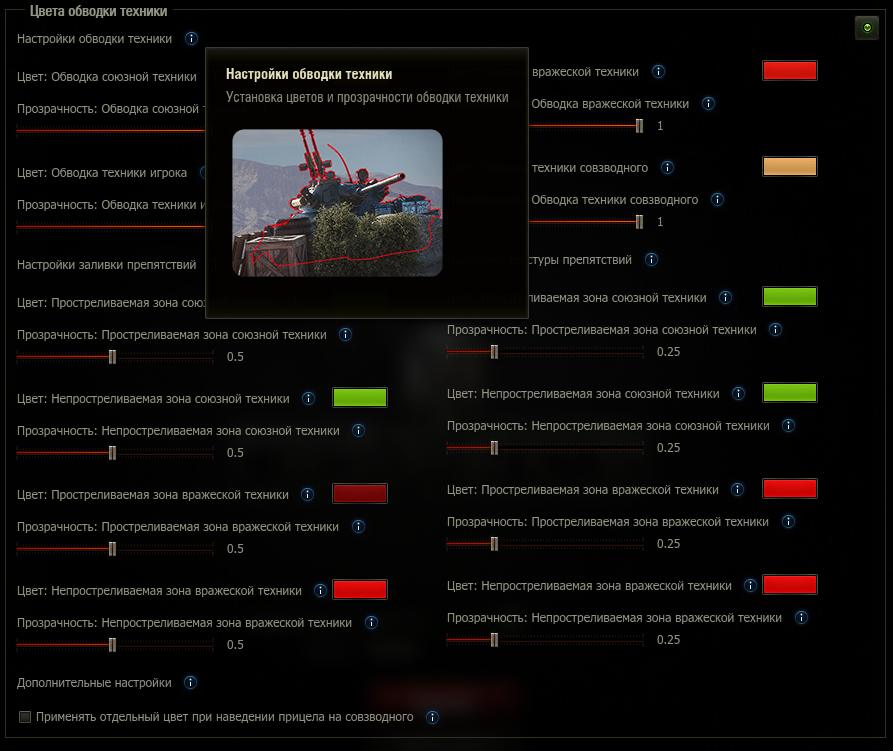 Цвета обводки техники
Настройки обводки техники
Настройки обводки техники
Установка цветов и прозрачности обводки техники
Цвет: Обводка союзной техники
вражеской техники
Прозрачность: Обводка союзной
Обводка вражеской техники
1
Цвет: Обводка техники игрока
техники совзводного
Прозрачность: Обводка техники
Обводка техники совзводного
1
Настройки заливки препятствий
препятствий
Цвет: Простреливаемая зона
зона союзной техники
Прозрачность: Простреливаемая зона союзной техники
0.5
Прозрачность: Простреливаемая зона союзной техники
0.25
Цвет: Непростреливаемая зона союзной техники
Цвет: Непростреливаемая зона союзной техники
Прозрачность: Непростреливаемая зона союзной техники
0.5
Прозрачность: Непростреливаемая зона союзной техники
0.25
Цвет: Простреливаемая зона вражеской техники
Цвет: Простреливаемая зона вражеской техники
Прозрачность: Простреливаемая зона вражеской техники
0.5
Прозрачность: Простреливаемая зона вражеской техники
0.25
Цвет: Непростреливаемая зона вражеской техники
Цвет: Непростреливаемая зона вражеской техники
Прозрачность: Непростреливаемая зона вражеской техники
0.5
Прозрачность: Непростреливаемая зона вражеской техники
0.25
Дополнительные настройки
Применять отдельный цвет при наведении прицела на совзводного